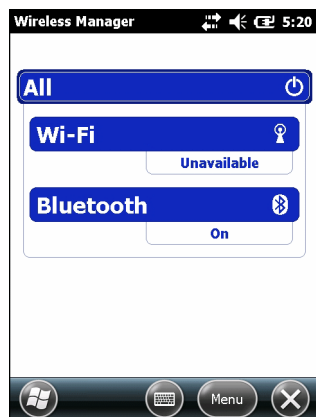 Wireless Manager 5:20
All
Wi-Fi
Unavailable
Bluetooth
On
Menu